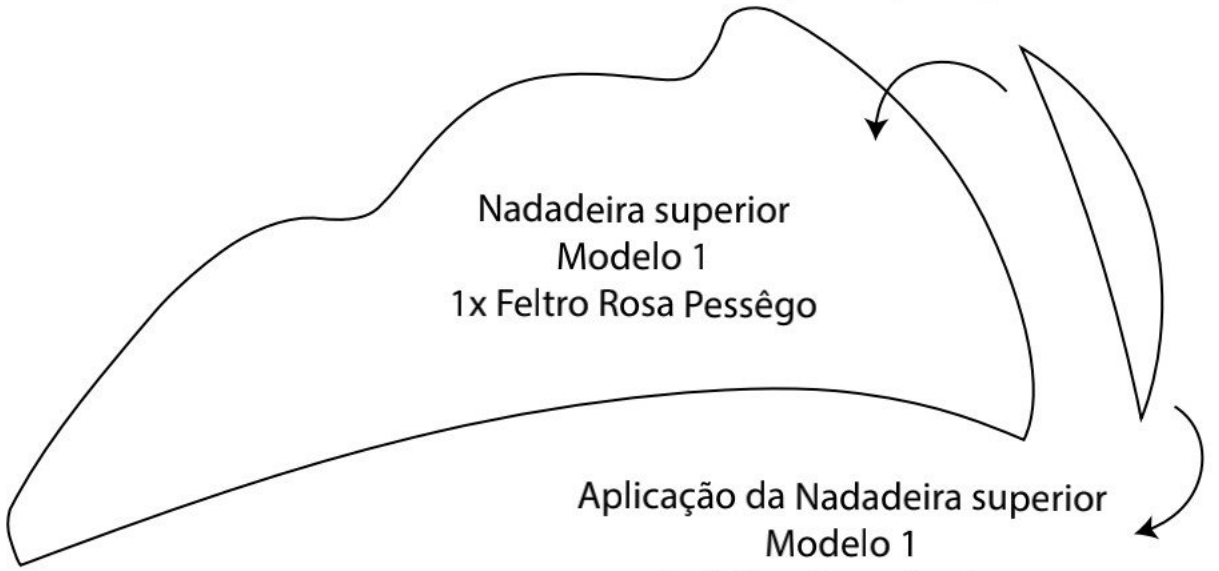 Nadadeira superior
Modelo 1
1x Feltro Rosa Pessêgo
Aplicação da Nadadeira superior
Modelo 1